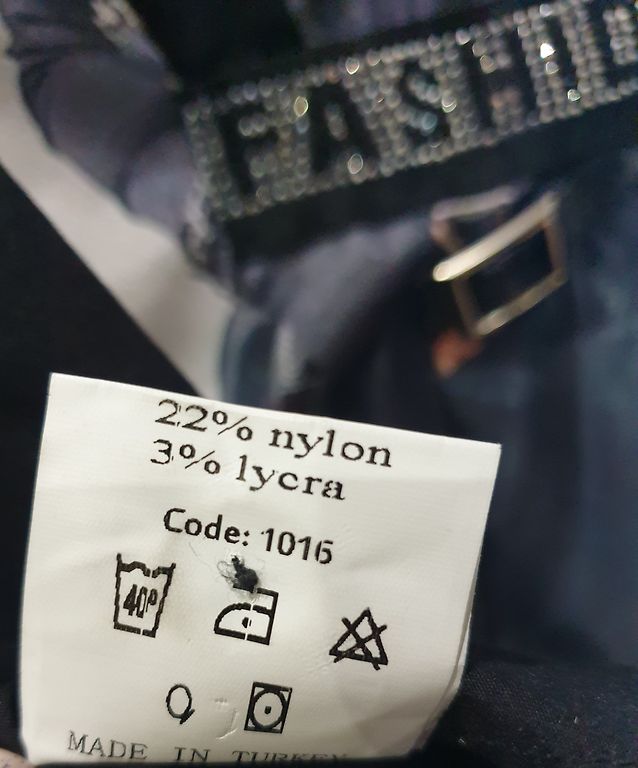 FASHI
22% nylon
3% lycra
Code: 1016
40°
MADE IN TURKEY